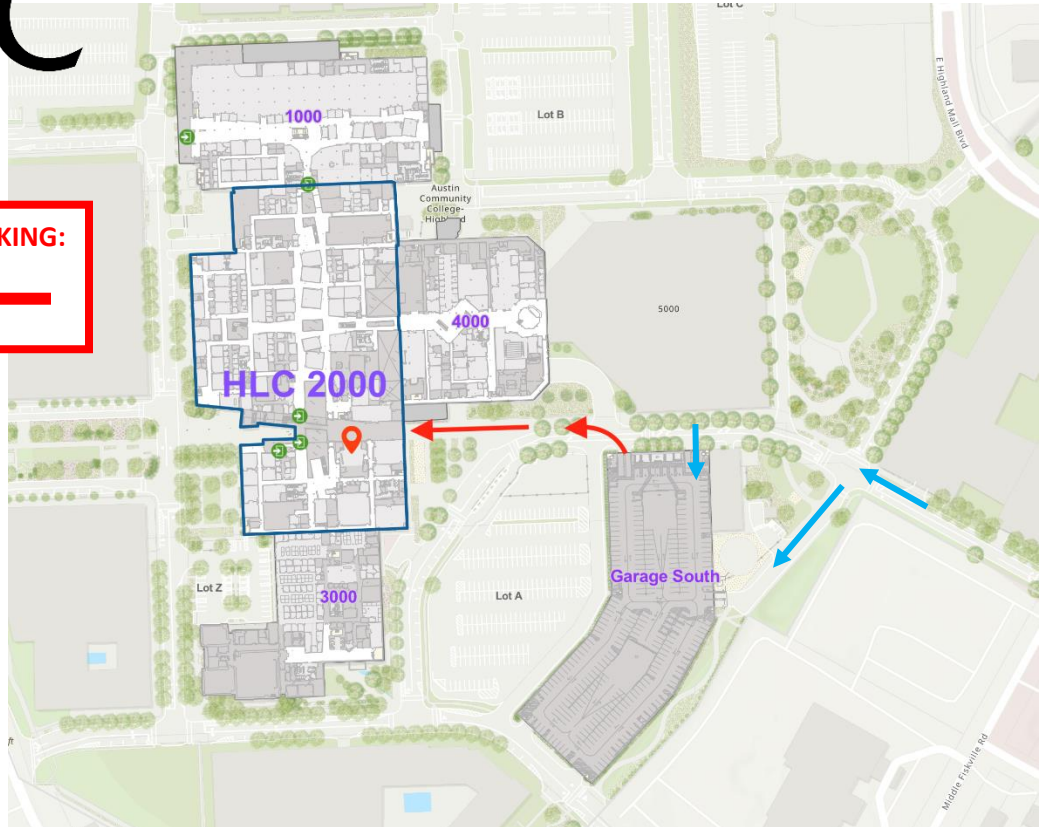 C
Lot C
E Highland Mall Blvd
1000
Lot B
Austin
Community
College-
KING:
5000
4000
HLC 2000
Garage South
Lot Z
3000
Lot A
Middle Fiskville Rd